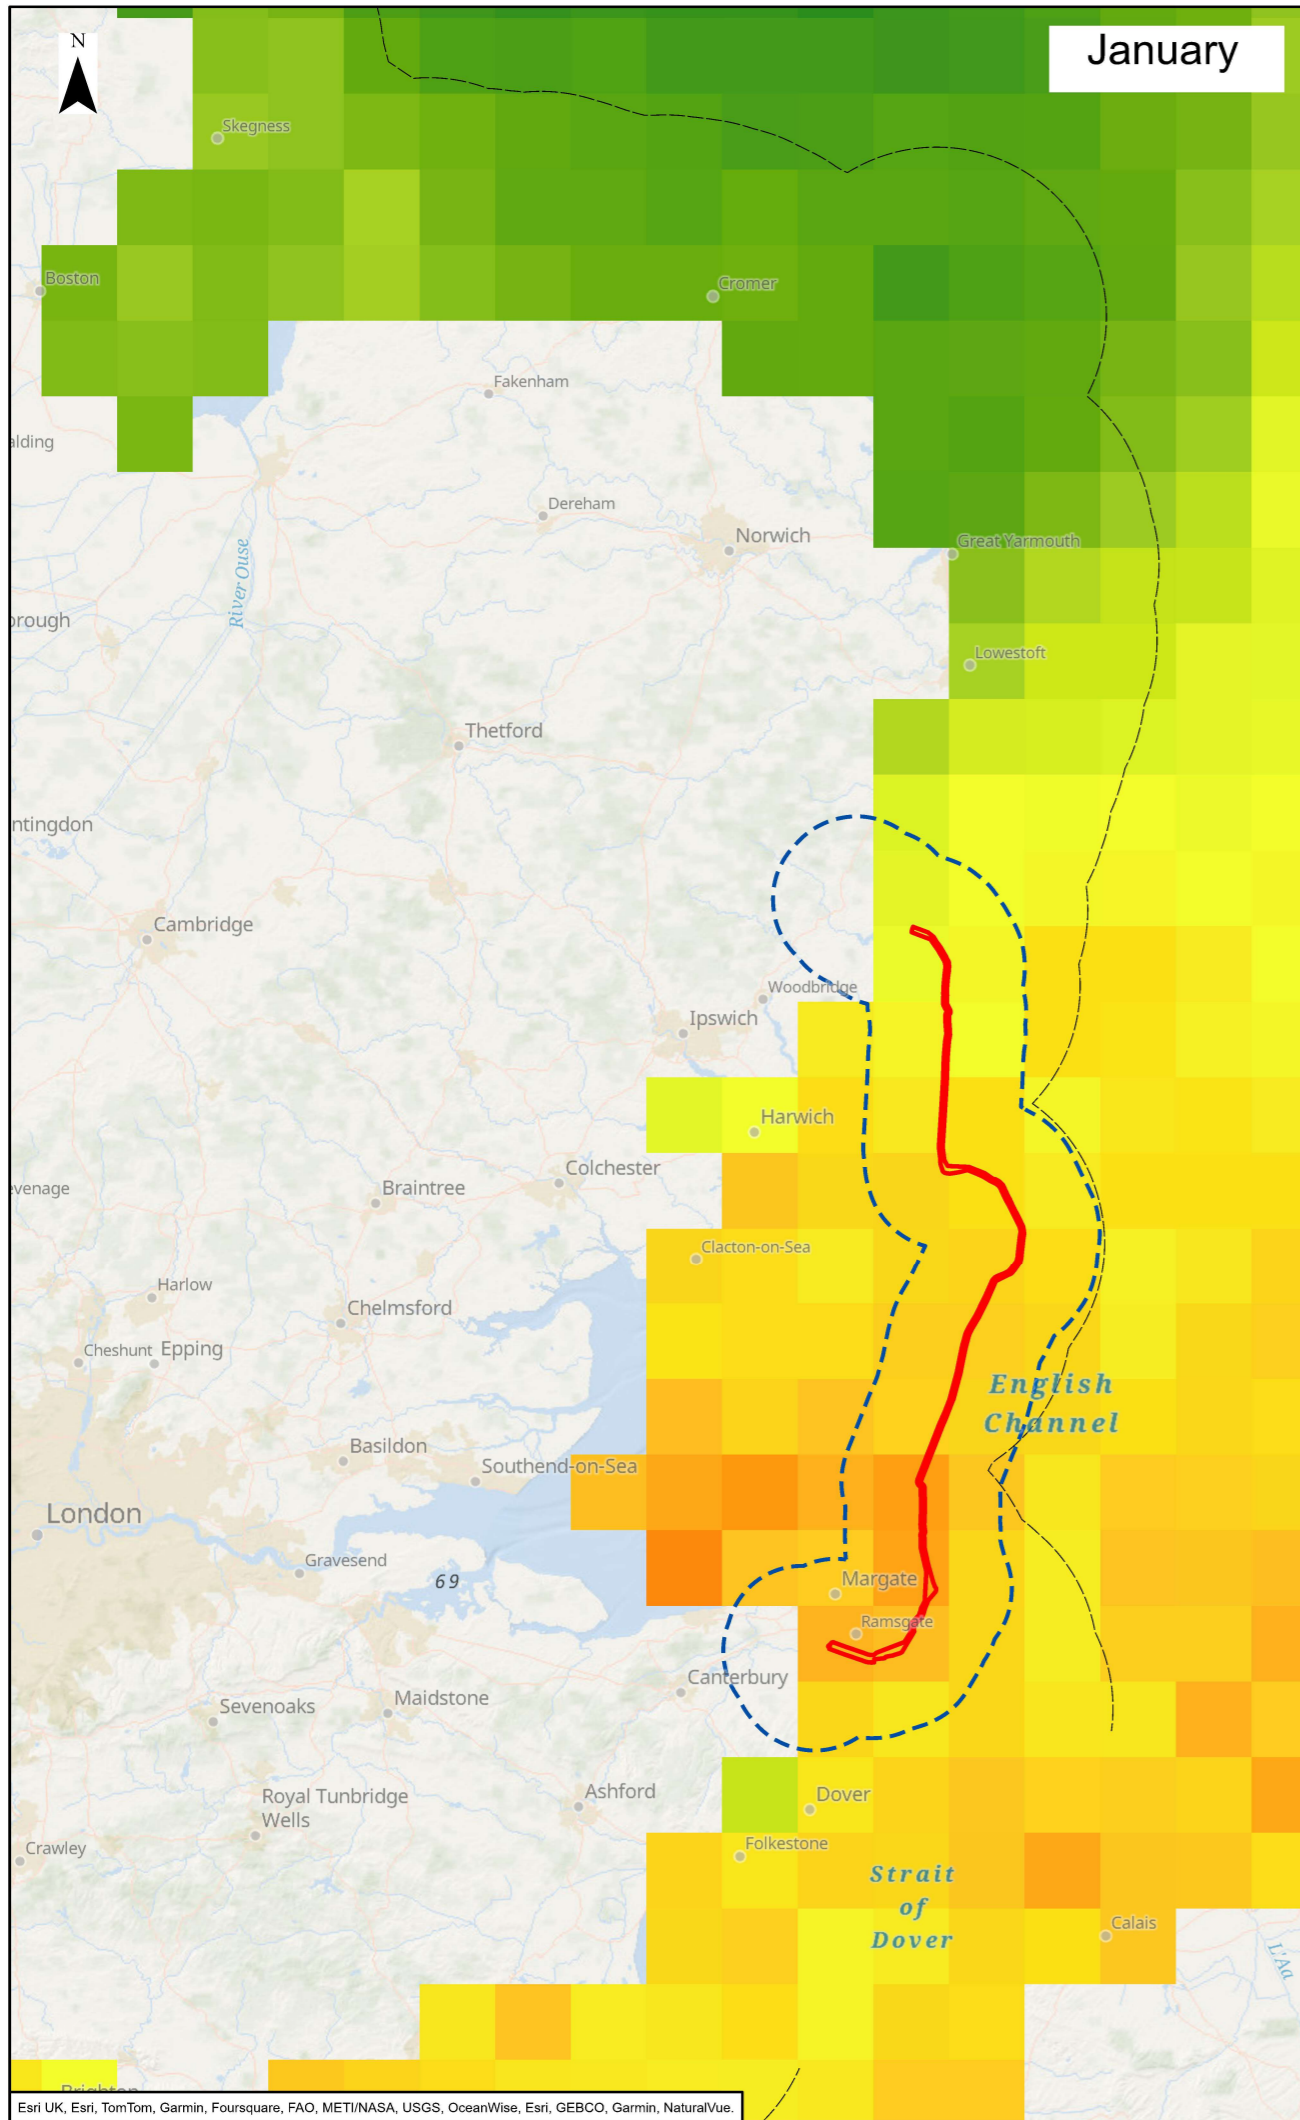 N
January
Skegness
Boston
Cromer
Fakenham
alding
Dereham
Norwich
Great Yarmouth
River Ouse
orough
Lowestoft
Thetford
ntingdon
Cambridge
Woodbridge
Ipswich
Harwich
Colchester
evenage
Braintree
Clacton-on-Sea
Harlow
Chelmsford
Cheshunt
Epping
English
Channel
Basildon
Southend-on-Sea
London
Gravesend
69
Margate
Ramsgate
Canterbury
Maidstone
Sevenoaks
Ashford
Royal Tunbridge
Wells
Dover
Folkestone
Crawley
Strait
of
Dover
Calais
L'Aa
Brighton
Esri UK, Esri, TomTom, Garmin, Foursquare, FAO, METI/NASA, USGS, OceanWise, Esri, GEBCO, Garmin, NaturalVue.